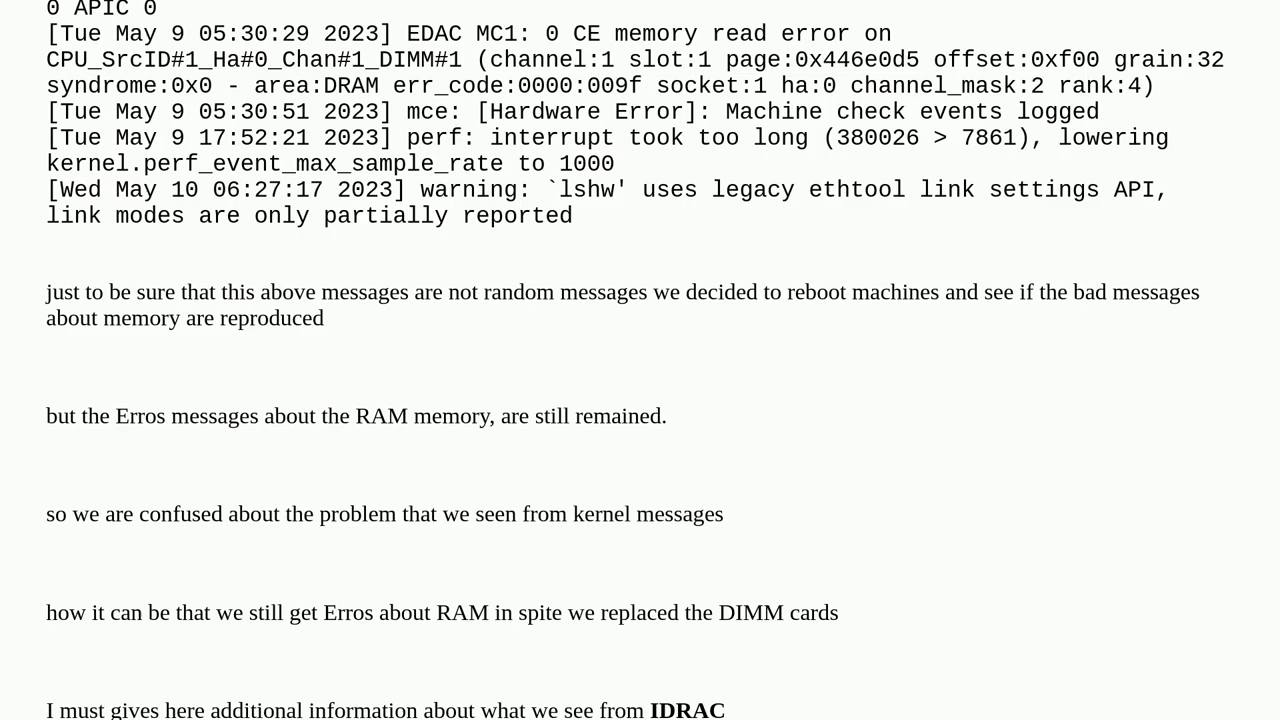 0 APIC 0
[Tue May 9 05:30:29 2023] EDAC MC1: 0 CE memory read error on
CPU_SrcID#1_Ha#0_Chan#1_DIMM#1 (channel:1 slot:1 page:0x446e0d5 offset:0xf00 grain:32
syndrome:0x0 - area:DRAM err_code:0000:009f socket:1 ha:0 channel_mask:2 rank:4)
[Tue May 9 05:30:51 2023] mce: [Hardware Error]: Machine check events logged
[Tue May 9 17:52:21 2023] perf: interrupt took too long (380026 > 7861), lowering
kernel.perf_event_max_sample_rate to 1000
[Wed May 10 06:27:17 2023] warning: `lshw' uses legacy ethtool link settings API,
link modes are only partially reported
just to be sure that this above messages are not random messages we decided to reboot machines and see if the bad messages
about memory are reproduced
but the Erros messages about the RAM memory, are still remained.
so we are confused about the problem that we seen from kernel messages
how it can be that we still get Erros about RAM in spite we replaced the DIMM cards
I must gives here additional information about what we see from IDRAC